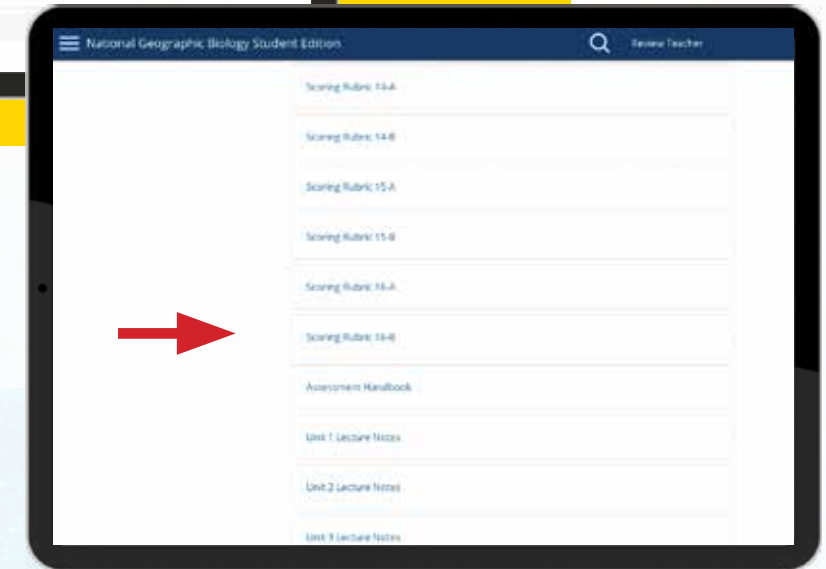 National Geographic Biology Student Edition
Review Teacher
Scoring Rubric 14-A
Scoring Rubric 14-B
Scoring Rubric 15-A
Scoring Rubric 15-B
Scoring Rubric 16-A
Scoring Rubric 16-B
Assessment Handbook
Unit 1 Lecture Notes
Unit 2 Lecture Notes
Unit 3 Lecture Notes